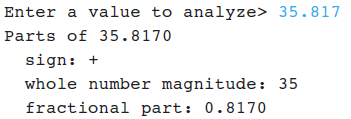 Enter a value to analyze> 35.817
Parts of 35.8170
sign: +
whole number magnitude: 35
fractional part: 0.8170